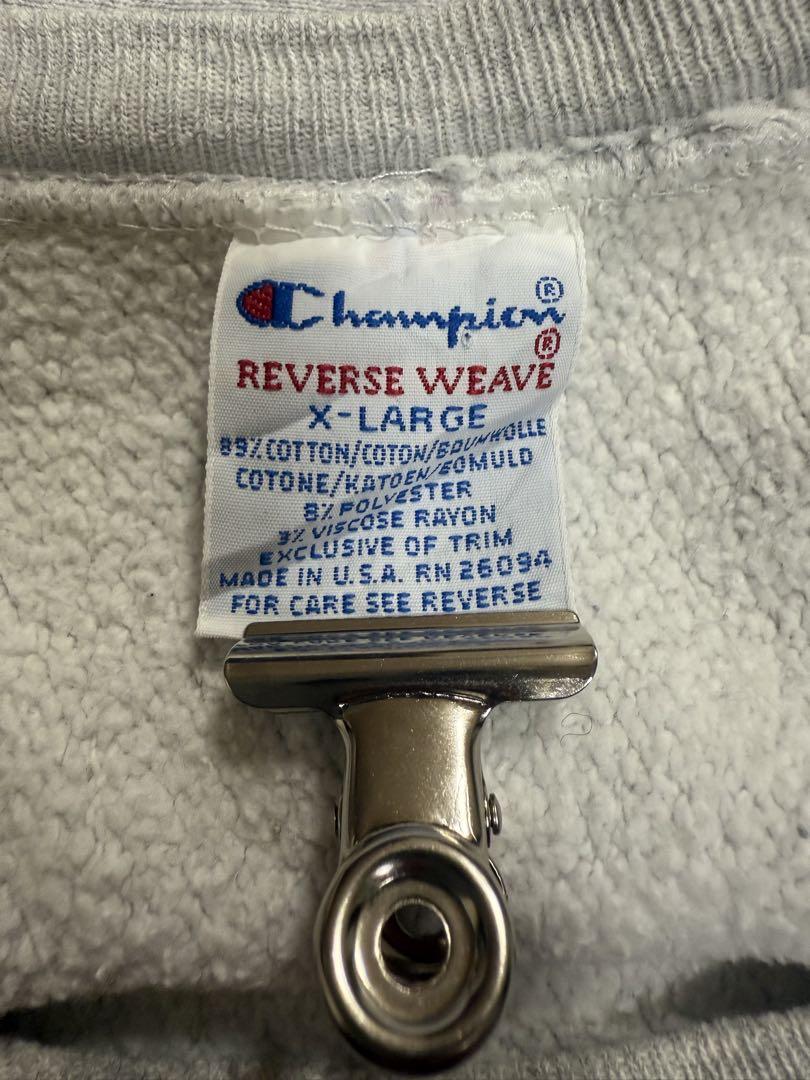 Champion®
REVERSE WEAVE®
X-LARGE
89% COTTON/COTON/BAUMWOLLE
COTONE/KATOEN/BOMULD
8% POLYESTER
3% VISCOSE RAYON
EXCLUSIVE OF TRIM
MADE IN U.S.A. RN 26094
FOR CARE SEE REVERSE